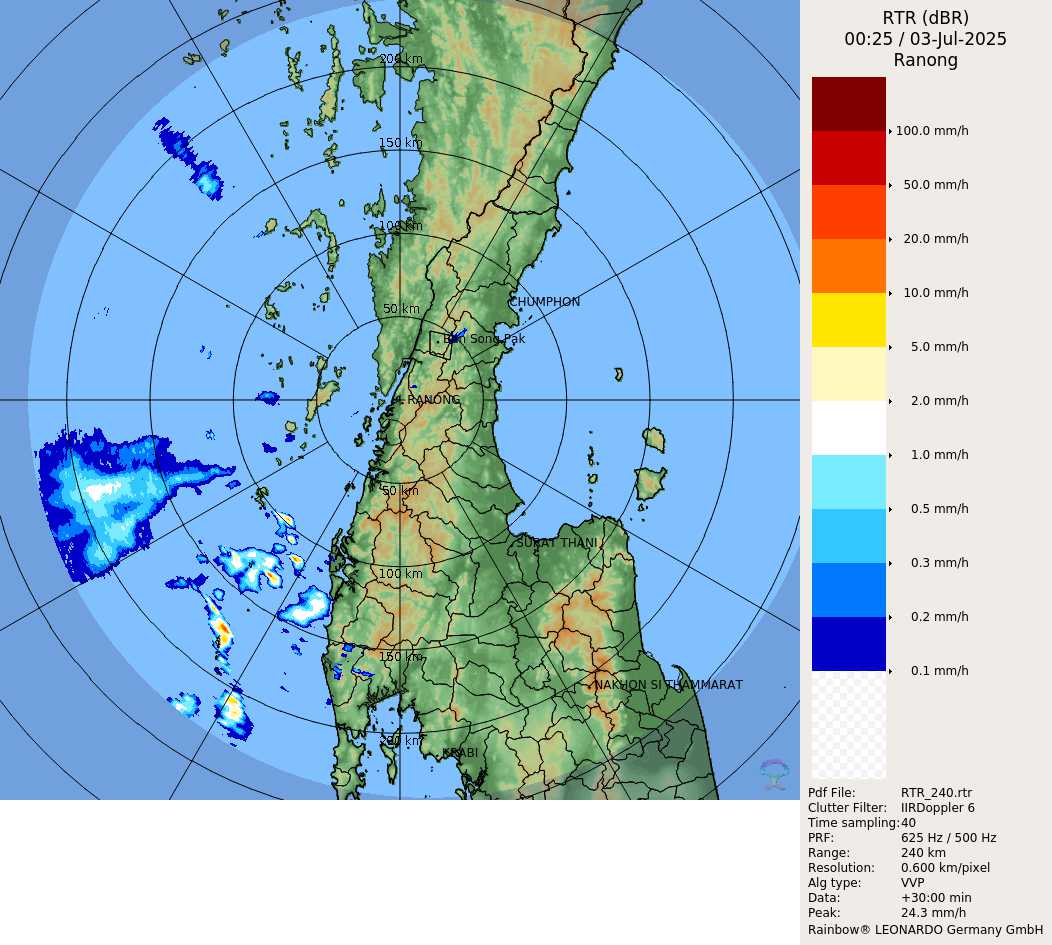 RTR (dBR)
00:25 / 03-Jul-2025
Ranong
200 km
150 km
100 km
50 km
CHUMPHON
Ban Song Pak
RANONG
50 km
SURAT THANI
100 km
150 km
NAKHON SI THAMMARAT
200 km
KRABI
100.0 mm/h
50.0 mm/h
20.0 mm/h
10.0 mm/h
5.0 mm/h
2.0 mm/h
1.0 mm/h
0.5 mm/h
0.3 mm/h
0.2 mm/h
0.1 mm/h
Pdf File: RTR_240.rtr
Clutter Filter: IIRDoppler 6
Time sampling:40
PRF: 625 Hz / 500 Hz
Range: 240 km
Resolution: 0.600 km/pixel
Alg type: VVP
Data: +30:00 min
Peak: 24.3 mm/h
Rainbow® LEONARDO Germany GmbH